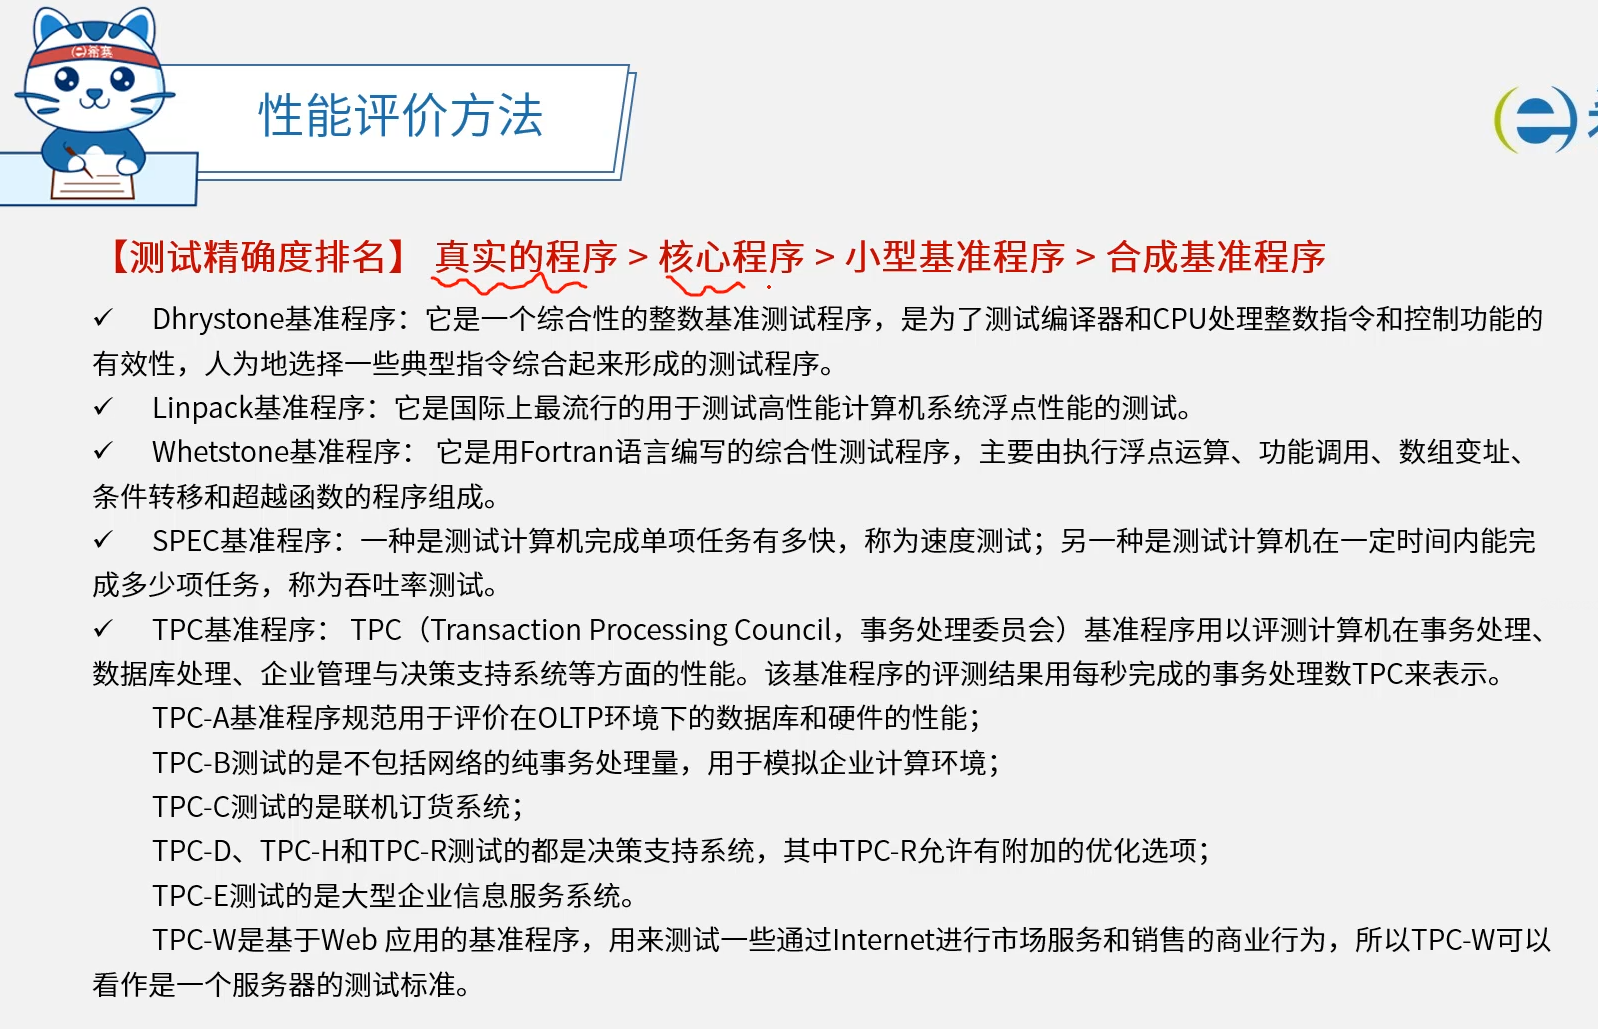 希赛
性能评价方法
【测试精确度排名】 真实的程序 > 核心程序 > 小型基准程序 > 合成基准程序
✓ Dhrystone基准程序：它是一个综合性的整数基准测试程序，是为了测试编译器和CPU处理整数指令和控制功能的
有效性，人为地选择一些典型指令综合起来形成的测试程序。
✓ Linpack基准程序：它是国际上最流行的用于测试高性能计算机系统浮点性能的测试。
✓ Whetstone基准程序： 它是用Fortran语言编写的综合性测试程序，主要由执行浮点运算、功能调用、数组变址、
条件转移和超越函数的程序组成。
✓ SPEC基准程序：一种是测试计算机完成单项任务有多快，称为速度测试；另一种是测试计算机在一定时间内能完
成多少项任务，称为吞吐率测试。
✓ TPC基准程序： TPC（Transaction Processing Council，事务处理委员会）基准程序用以评测计算机在事务处理、
数据库处理、企业管理与决策支持系统等方面的性能。该基准程序的评测结果用每秒完成的事务处理数TPC来表示。
TPC-A基准程序规范用于评价在OLTP环境下的数据库和硬件的性能；
TPC-B测试的是不包括网络的纯事务处理量，用于模拟企业计算环境；
TPC-C测试的是联机订货系统；
TPC-D、TPC-H和TPC-R测试的都是决策支持系统，其中TPC-R允许有附加的优化选项；
TPC-E测试的是大型企业信息服务系统。
TPC-W是基于Web 应用的基准程序，用来测试一些通过Internet进行市场服务和销售的商业行为，所以TPC-W可以
看作是一个服务器的测试标准。